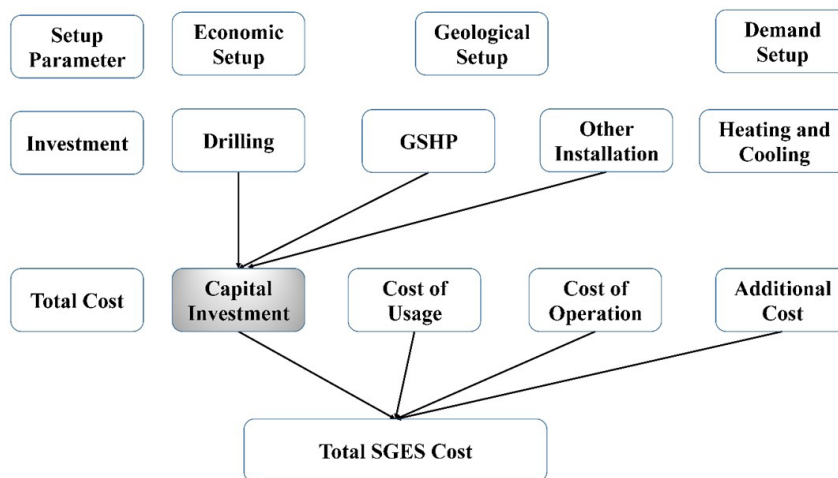 Setup
Parameter
Economic
Setup
Geological
Setup
Demand
Setup
Investment
Drilling
GSHP
Other
Installation
Heating and
Cooling
Total Cost
Capital
Investment
Cost of
Usage
Cost of
Operation
Additional
Cost
Total SGES Cost